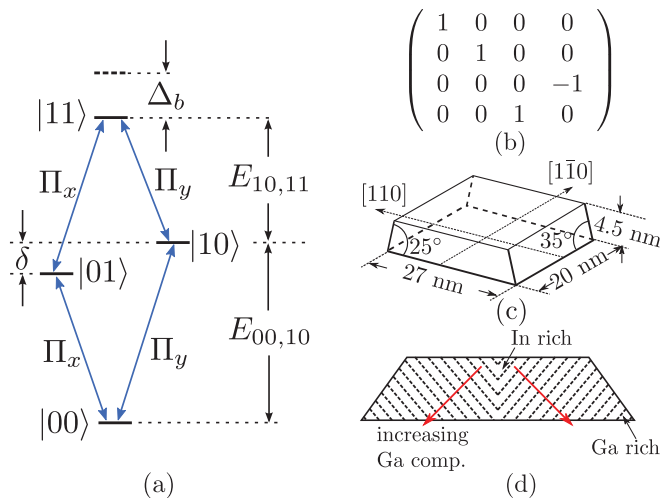 Δ_b
|11⟩
Π_x
Π_y
E_{10,11}
|10⟩
δ
|01⟩
Π_x
Π_y
E_{00,10}
|00⟩
(a)
1 0 0 0
0 1 0 0
0 0 0 −1
0 0 1 0
(b)
[110]
[11̄0]
25°
35°
4.5 nm
27 nm
20 nm
(c)
In rich
increasing
Ga comp.
Ga rich
(d)